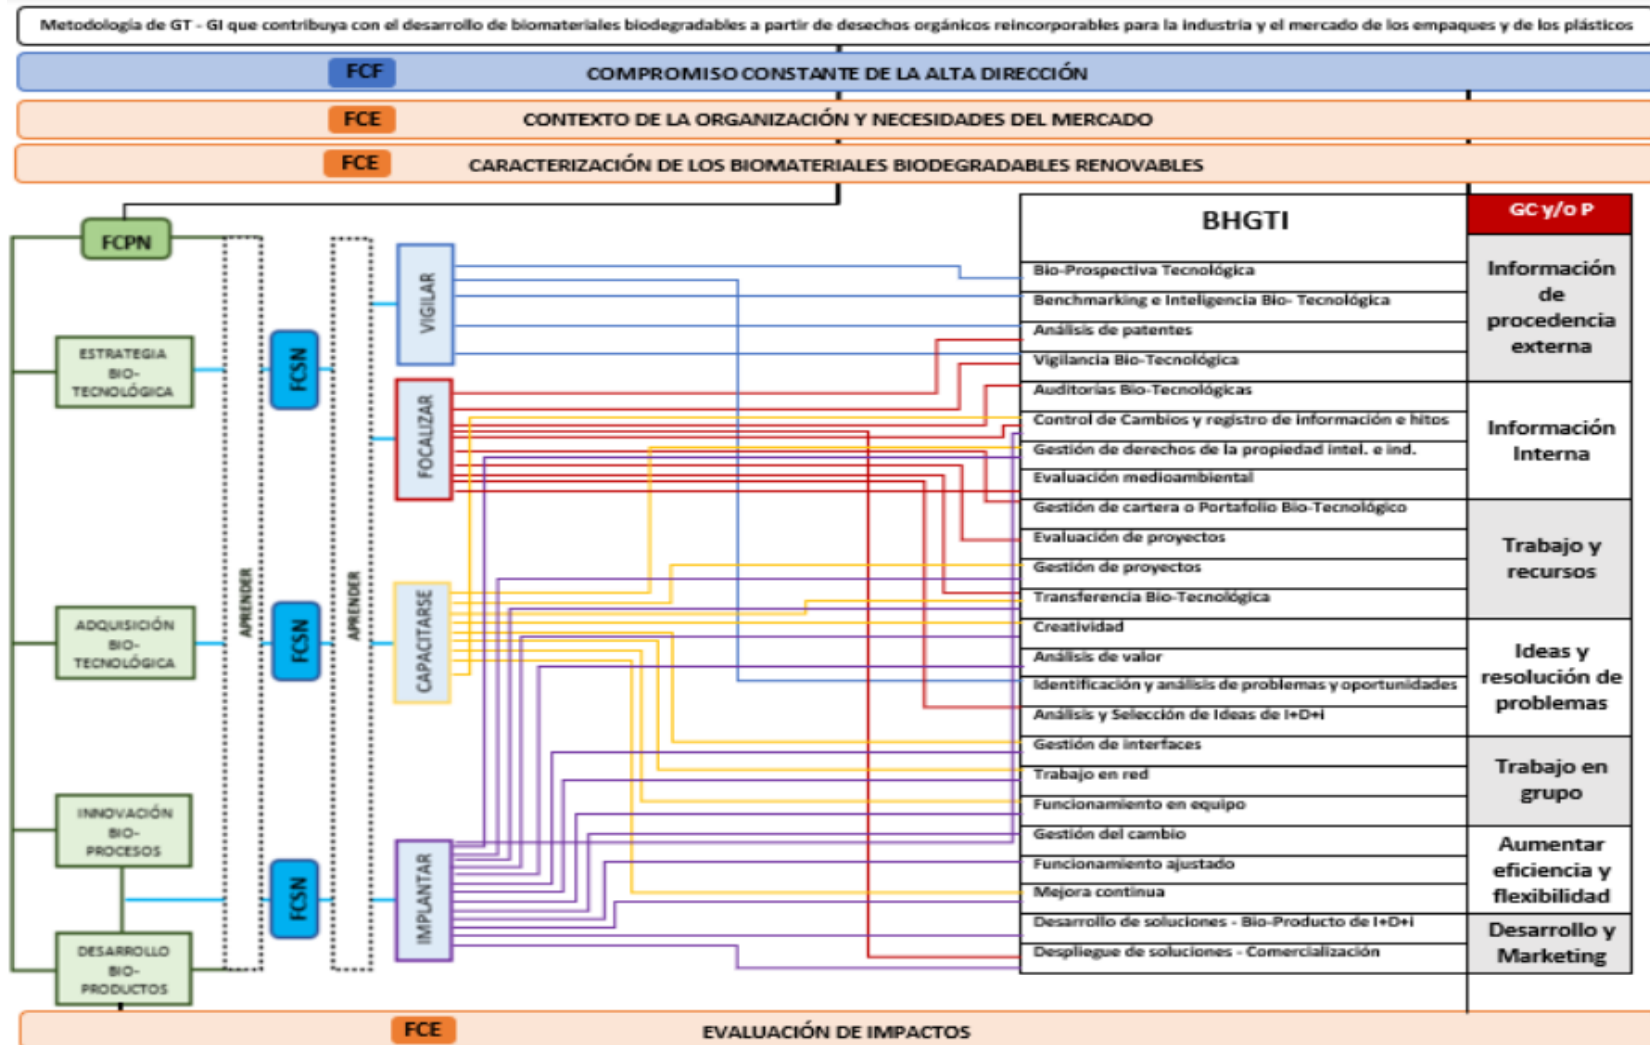 Metodología de GT - GI que contribuya con el desarrollo de biomateriales biodegradables a partir de desechos orgánicos reincorporables para la industria y el mercado de los empaques y de los plásticos
FCF COMPROMISO CONSTANTE DE LA ALTA DIRECCIÓN
FCE CONTEXTO DE LA ORGANIZACIÓN Y NECESIDADES DEL MERCADO
FCE CARACTERIZACIÓN DE LOS BIOMATERIALES BIODEGRADABLES RENOVABLES
FCPN
ESTRATEGIA
BIO-
TECNOLÓGICA
ADQUISICIÓN
BIO-
TECNOLÓGICA
INNOVACIÓN
BIO-
PROCESOS
DESARROLLO
BIO-
PRODUCTOS
APRENDER
FCSN
FCSN
FCSN
APRENDER
VIGILAR
FOCALIZAR
CAPACITARSE
IMPLANTAR
BHGTI
Bio-Prospectiva Tecnológica
Benchmarking e Inteligencia Bio- Tecnológica
Análisis de patentes
Vigilancia Bio-Tecnológica
Auditorías Bio-Tecnológicas
Control de Cambios y registro de información e hitos
Gestión de derechos de la propiedad intel. e ind.
Evaluación medioambiental
Gestión de cartera o Portafolio Bio-Tecnológico
Evaluación de proyectos
Gestión de proyectos
Transferencia Bio-Tecnológica
Creatividad
Análisis de valor
Identificación y análisis de problemas y oportunidades
Análisis y Selección de Ideas de I+D+i
Gestión de interfaces
Trabajo en red
Funcionamiento en equipo
Gestión del cambio
Funcionamiento ajustado
Mejora continua
Desarrollo de soluciones - Bio-Producto de I+D+i
Despliegue de soluciones - Comercialización
GC y/o P
Información
de
procedencia
externa
Información
Interna
Trabajo y
recursos
Ideas y
resolución de
problemas
Trabajo en
grupo
Aumentar
eficiencia y
flexibilidad
Desarrollo y
Marketing
FCE EVALUACIÓN DE IMPACTOS